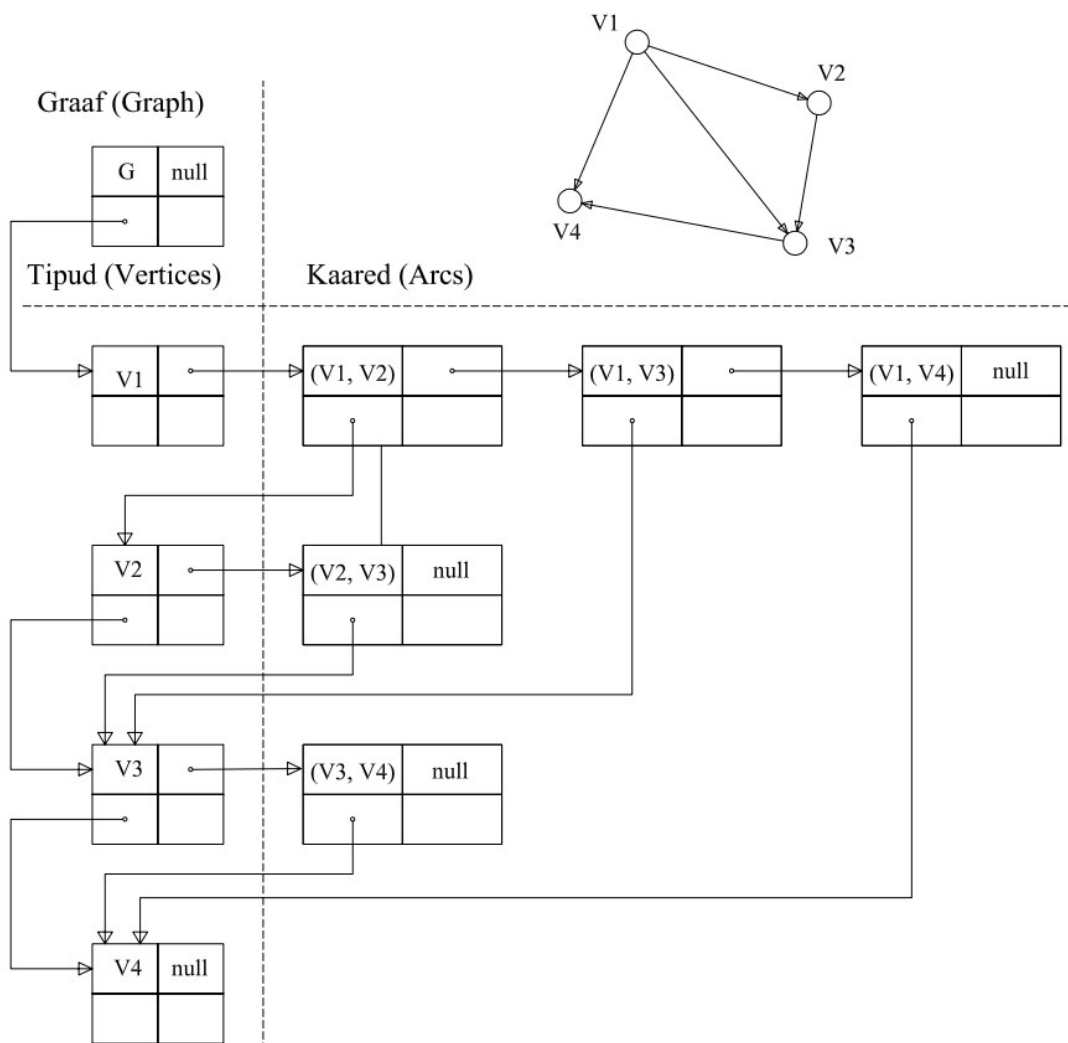 V1
V2
Graaf (Graph)
G null
V4
V3
Tipud (Vertices) Kaared (Arcs)
V1 (V1, V2) (V1, V3) (V1, V4) null
V2 (V2, V3) null
V3 (V3, V4) null
V4 null